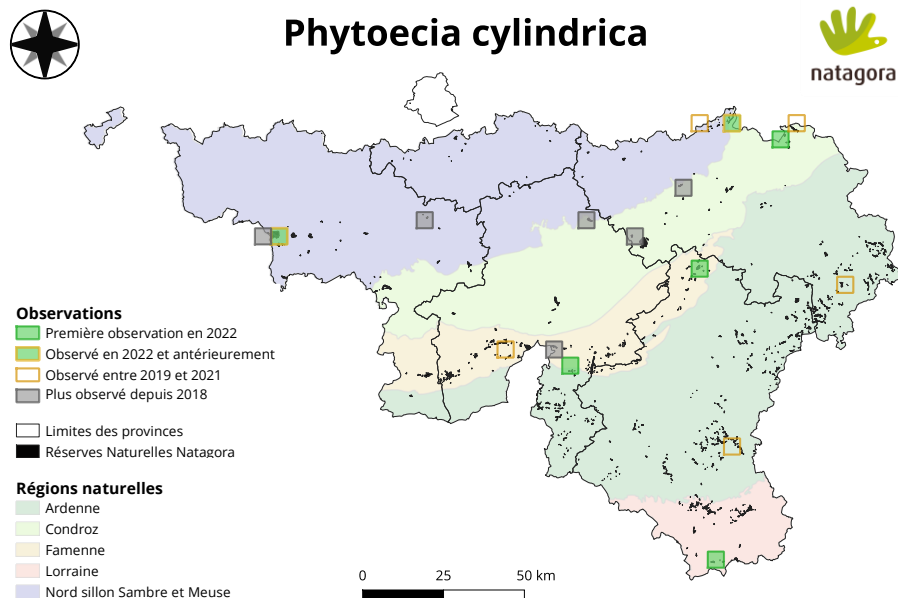 Phytoecia cylindrica
natagora
Observations
Première observation en 2022
Observé en 2022 et antérieurement
Observé entre 2019 et 2021
Plus observé depuis 2018
Limites des provinces
Réserves Naturelles Natagora
Régions naturelles
Ardenne
Condroz
Famenne
Lorraine
Nord sillon Sambre et Meuse
0 25 50 km